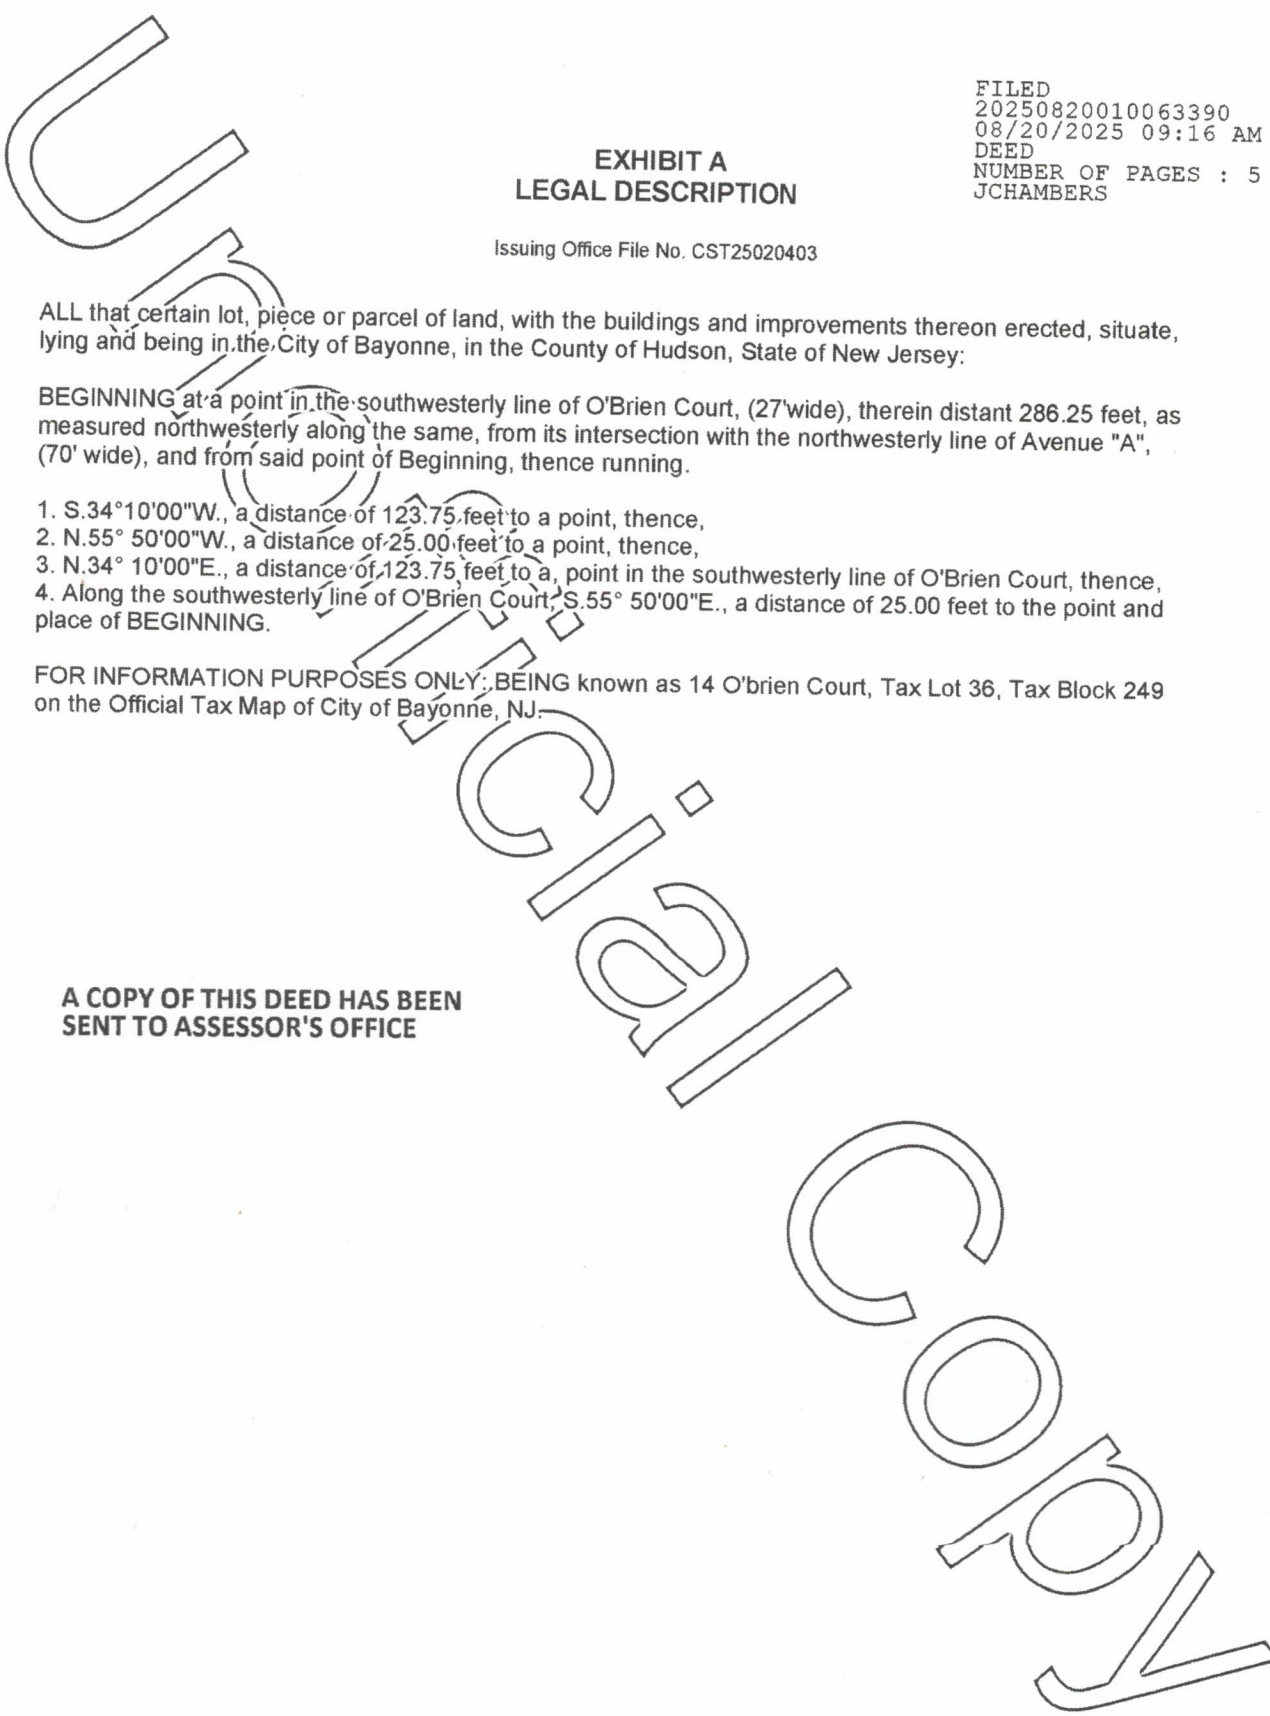 FILED
20250820010063390
08/20/2025 09:16 AM
DEED
NUMBER OF PAGES : 5
JCHAMBERS
EXHIBIT A
LEGAL DESCRIPTION
Issuing Office File No. CST25020403
ALL that certain lot, piece or parcel of land, with the buildings and improvements thereon erected, situate,
lying and being in the City of Bayonne, in the County of Hudson, State of New Jersey:
BEGINNING at a point in the southwesterly line of O'Brien Court, (27'wide), therein distant 286.25 feet, as
measured northwesterly along the same, from its intersection with the northwesterly line of Avenue "A",
(70' wide), and from said point of Beginning, thence running.
1. S.34°10'00"W., a distance of 123.75 feet to a point, thence,
2. N.55° 50'00"W., a distance of 25.00 feet to a point, thence,
3. N.34° 10'00"E., a distance of 123.75 feet to a, point in the southwesterly line of O'Brien Court, thence,
4. Along the southwesterly line of O'Brien Court, S.55° 50'00"E., a distance of 25.00 feet to the point and
place of BEGINNING.
FOR INFORMATION PURPOSES ONLY: BEING known as 14 O'brien Court, Tax Lot 36, Tax Block 249
on the Official Tax Map of City of Bayonne, NJ.
A COPY OF THIS DEED HAS BEEN
SENT TO ASSESSOR'S OFFICE
Unofficial Copy